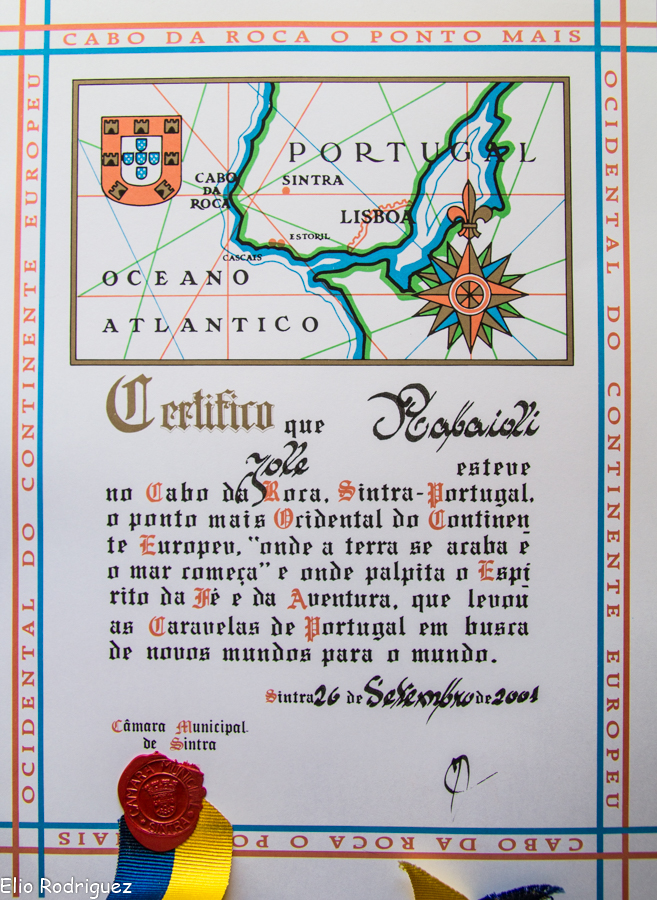 CABO DA ROCA O PONTO MAIS
OCIDENTAL DO CONTINENTE EUROPEU
OCIDENTAL DO CONTINENTE EUROPEU
PORTUGAL
CABO
DA
ROCA
SINTRA
LISBOA
ESTORIL
CASCAIS
OCEANO
ATLANTICO
Certifico que Rabaioli
Jolle esteve
no Cabo da Roca, Sintra-Portugal,
o ponto mais Ocidental do Continen
te Europeu, "onde a terra se acaba e
o mar começa" e onde palpita o Espí
rito da Fé e da Aventura, que levou
as Caravelas de Portugal em busca
de novos mundos para o mundo.
Sintra 26 de Setembro de 2001
Câmara Municipal
de Sintra
CABO DA ROCA O PO
MAIS
Elio Rodriguez